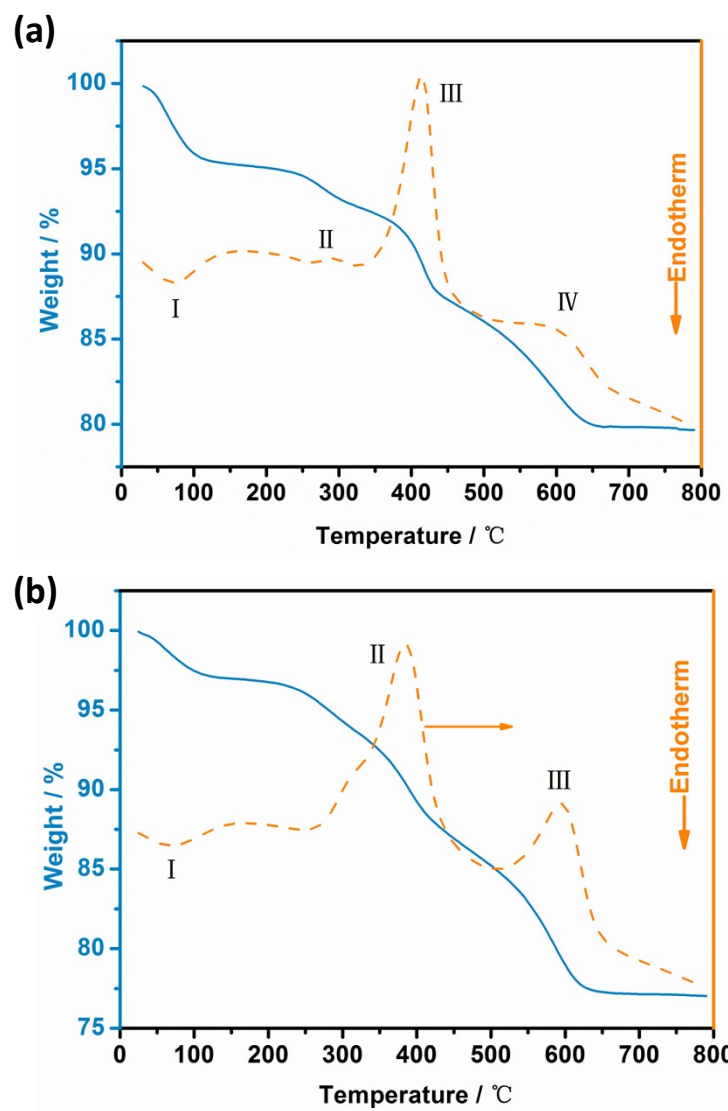 (a)
100
95
90
85
80
Weight / %
I
II
III
IV
Endotherm
0 100 200 300 400 500 600 700 800
Temperature / ℃
(b)
100
95
90
85
80
75
Weight / %
I
II
III
Endotherm
0 100 200 300 400 500 600 700 800
Temperature / ℃